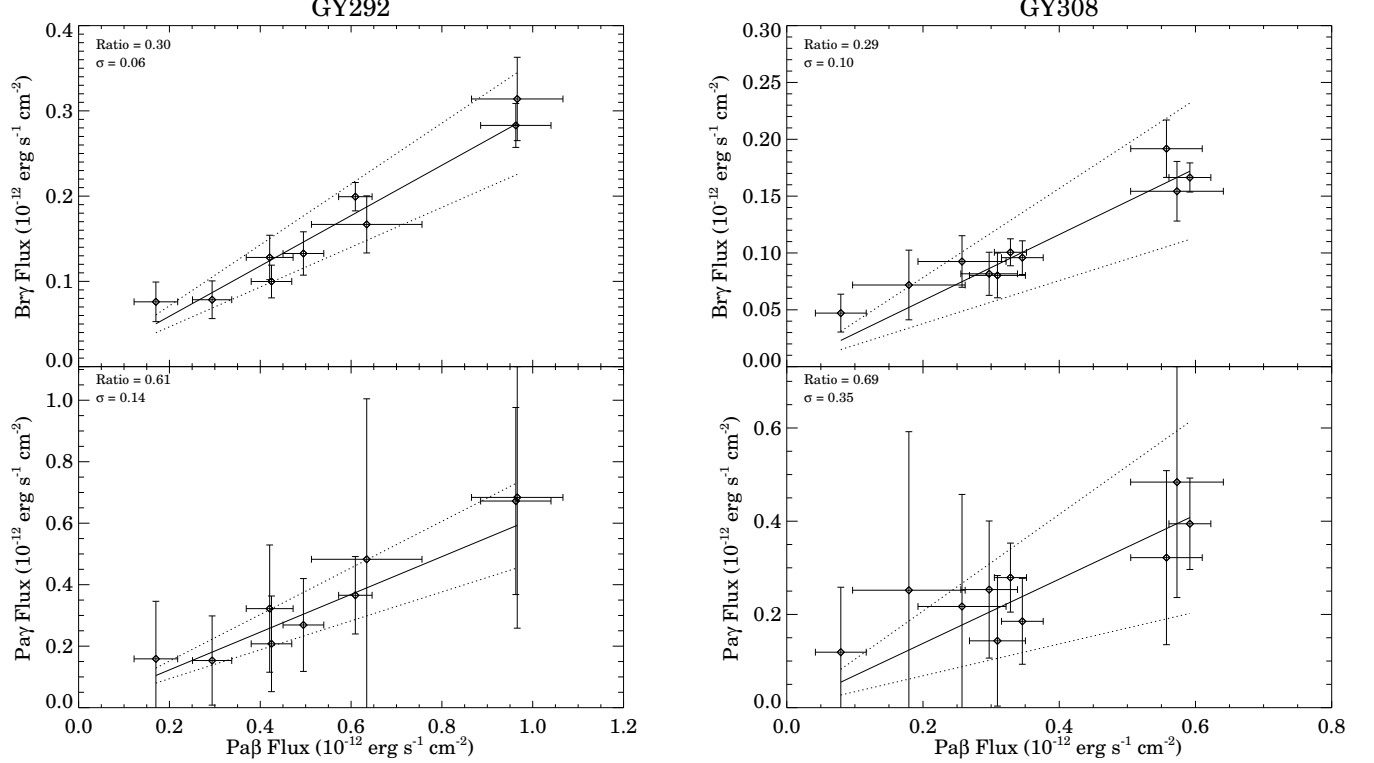 GY292
Ratio = 0.30
σ = 0.06
Brγ Flux (10⁻¹² erg s⁻¹ cm⁻²)
0.4
0.3
0.2
0.1
0.0
Ratio = 0.61
σ = 0.14
Paγ Flux (10⁻¹² erg s⁻¹ cm⁻²)
1.0
0.8
0.6
0.4
0.2
0.0
0.0 0.2 0.4 0.6 0.8 1.0 1.2
Paβ Flux (10⁻¹² erg s⁻¹ cm⁻²)
GY308
Ratio = 0.29
σ = 0.10
Brγ Flux (10⁻¹² erg s⁻¹ cm⁻²)
0.30
0.25
0.20
0.15
0.10
0.05
0.00
Ratio = 0.69
σ = 0.35
Paγ Flux (10⁻¹² erg s⁻¹ cm⁻²)
0.6
0.4
0.2
0.0
0.0 0.2 0.4 0.6 0.8
Paβ Flux (10⁻¹² erg s⁻¹ cm⁻²)